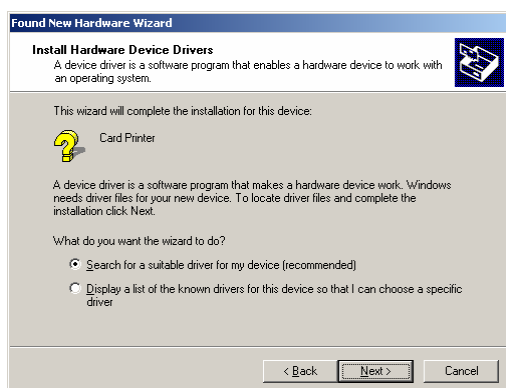 Found New Hardware Wizard
Install Hardware Device Drivers
A device driver is a software program that enables a hardware device to work with
an operating system.
This wizard will complete the installation for this device:
Card Printer
A device driver is a software program that makes a hardware device work. Windows
needs driver files for your new device. To locate driver files and complete the
installation click Next.
What do you want the wizard to do?
Search for a suitable driver for my device (recommended)
Display a list of the known drivers for this device so that I can choose a specific
driver
< Back
Next >
Cancel